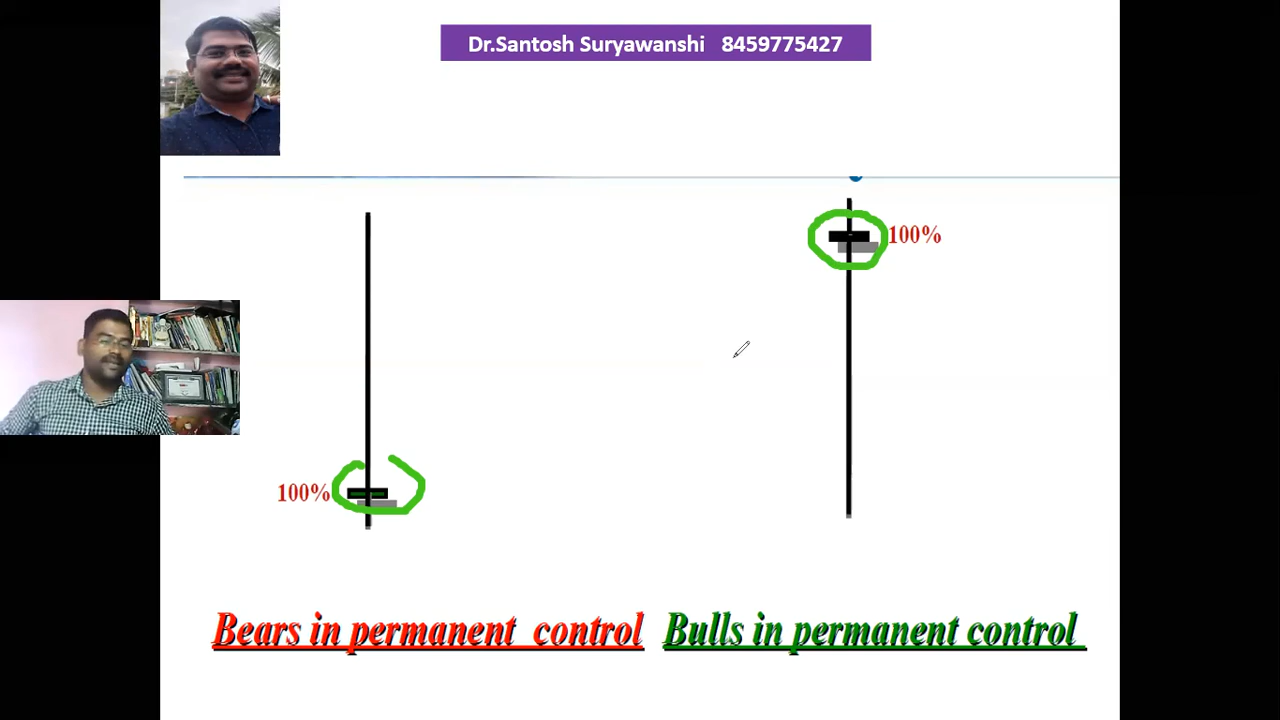 Dr.Santosh Suryawanshi 8459775427
100%
100%
Bears in permanent control
Bulls in permanent control